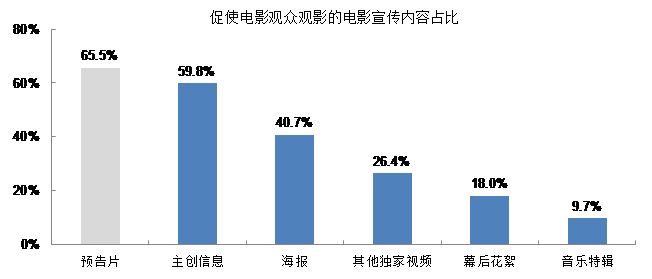 促使电影观众观影的电影宣传内容占比
80%
60%
40%
20%
0%
65.5%
59.8%
40.7%
26.4%
18.0%
9.7%
预告片
主创信息
海报
其他独家视频
幕后花絮
音乐特辑